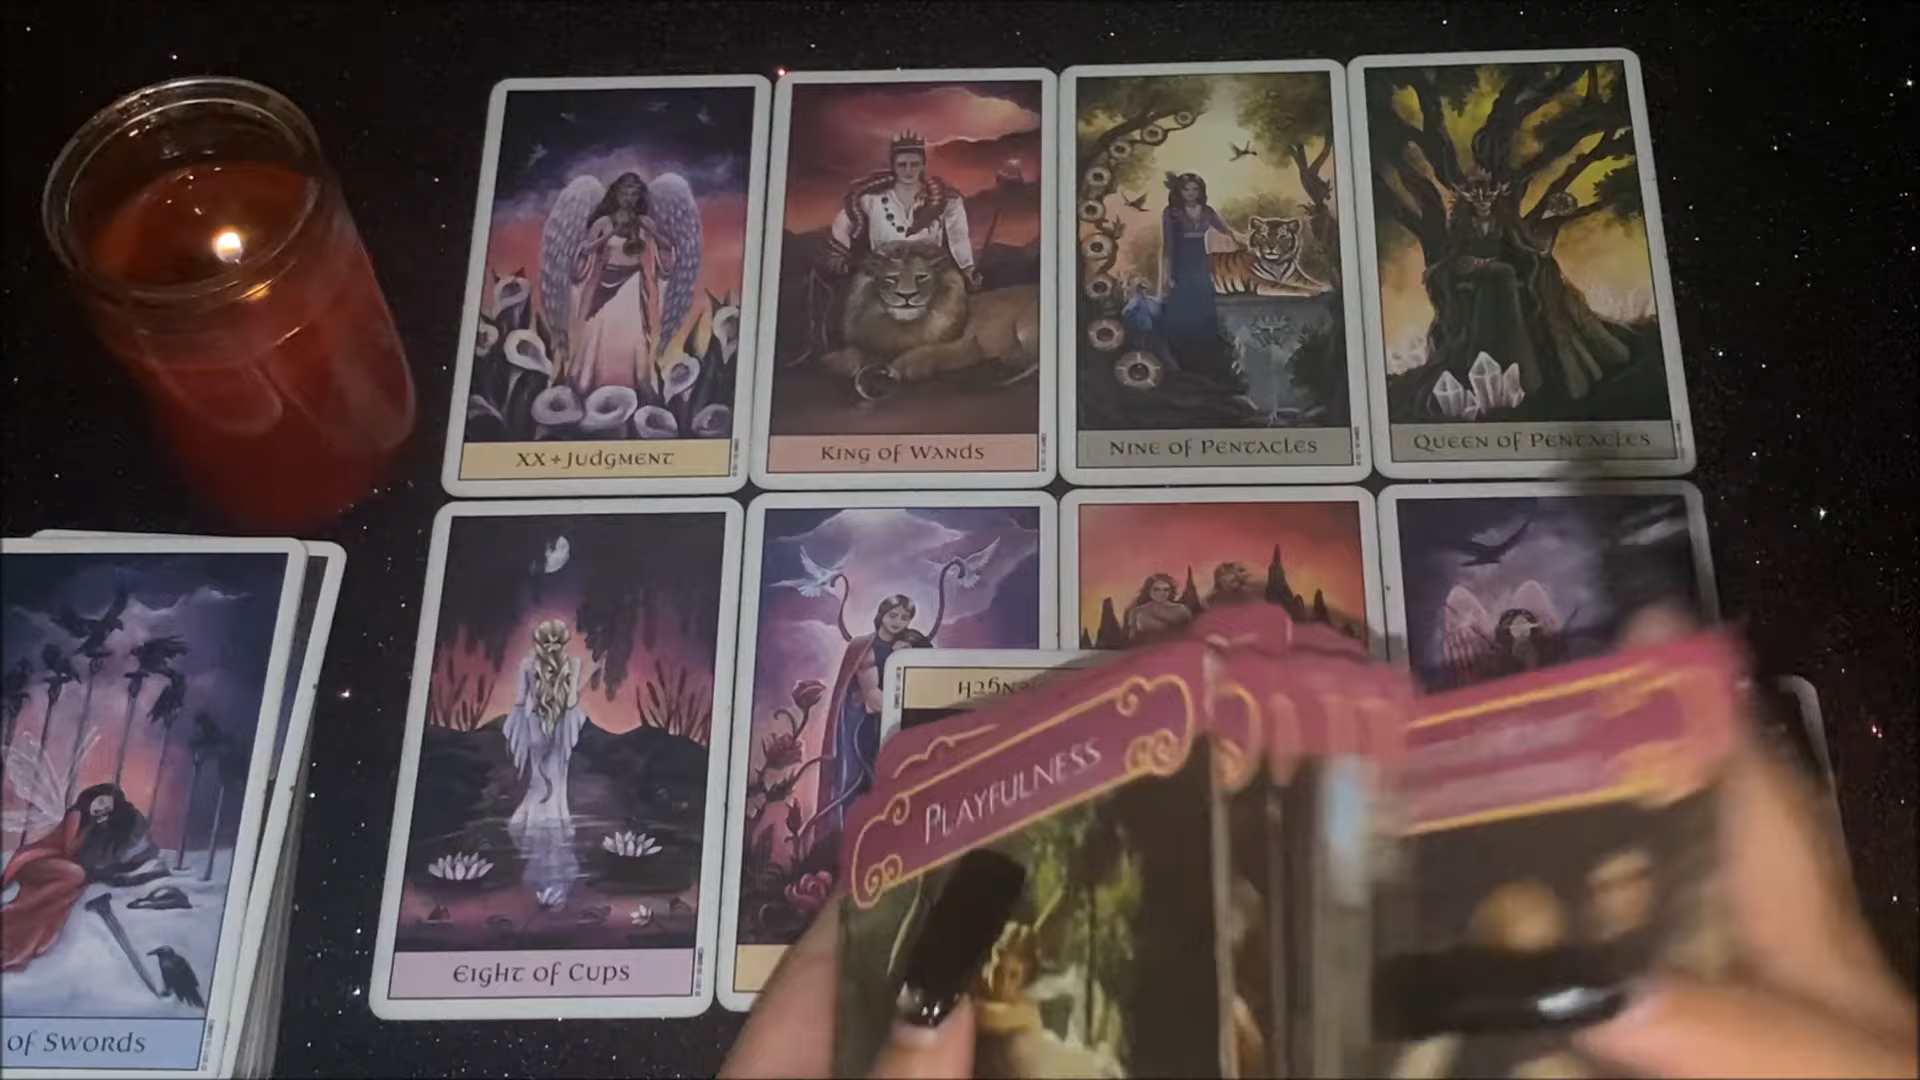 XX+JUDGMENT
KING OF WANDS
NINE OF PENTACLES
QUEEN OF PENTACLES
PLAYFULNESS
EIGHT OF CUPS
OF SWORDS